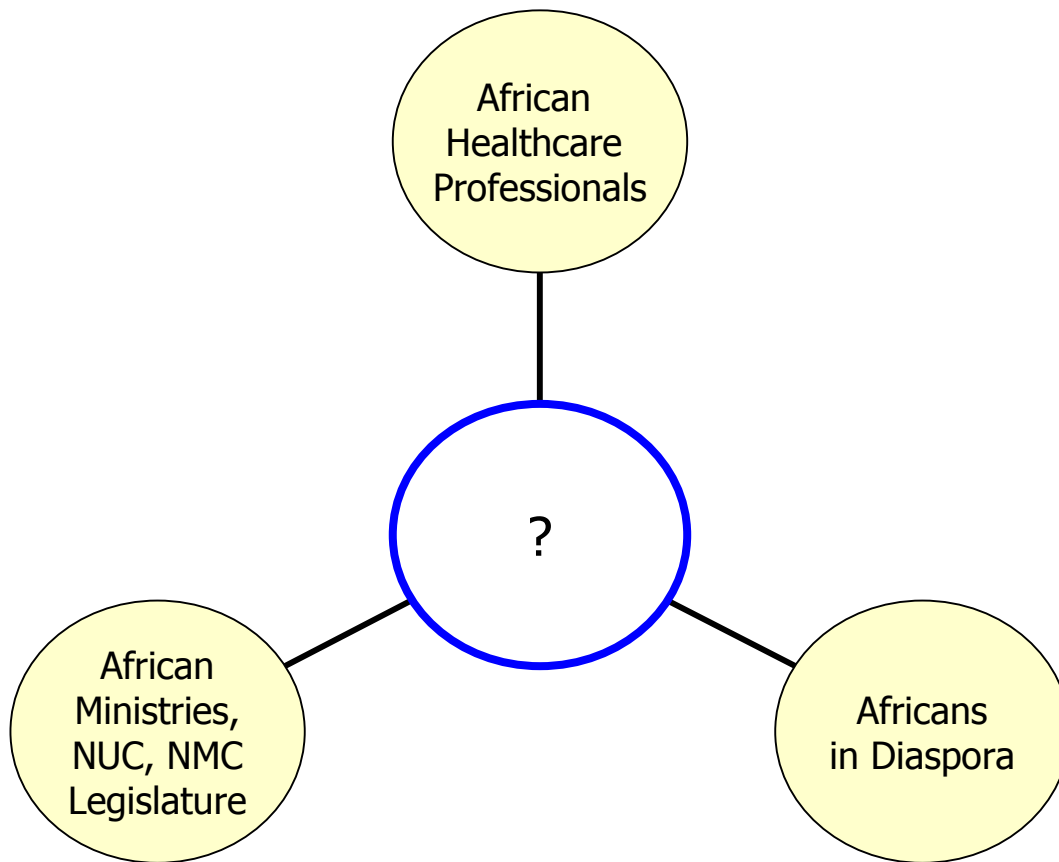 African
Healthcare
Professionals
?
African
Ministries,
NUC, NMC
Legislature
Africans
in Diaspora